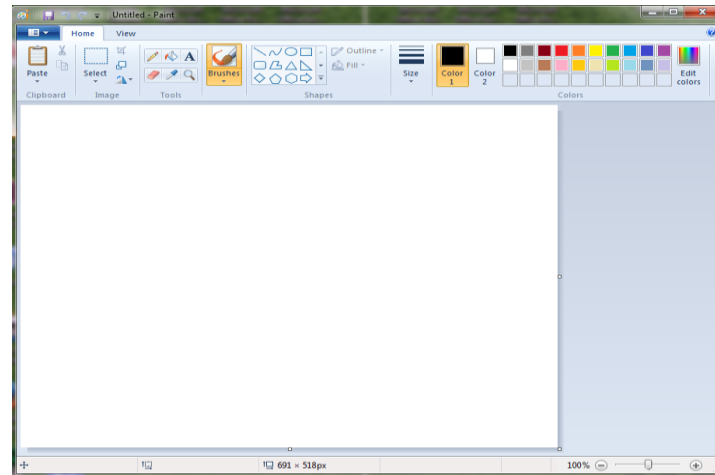 Untitled - Paint
Home View
Paste
Select
A
Brushes
Outline
Fill
Size
Color 1
Color 2
Edit colors
Clipboard Image Tools Shapes Colors
691 × 518px
100%